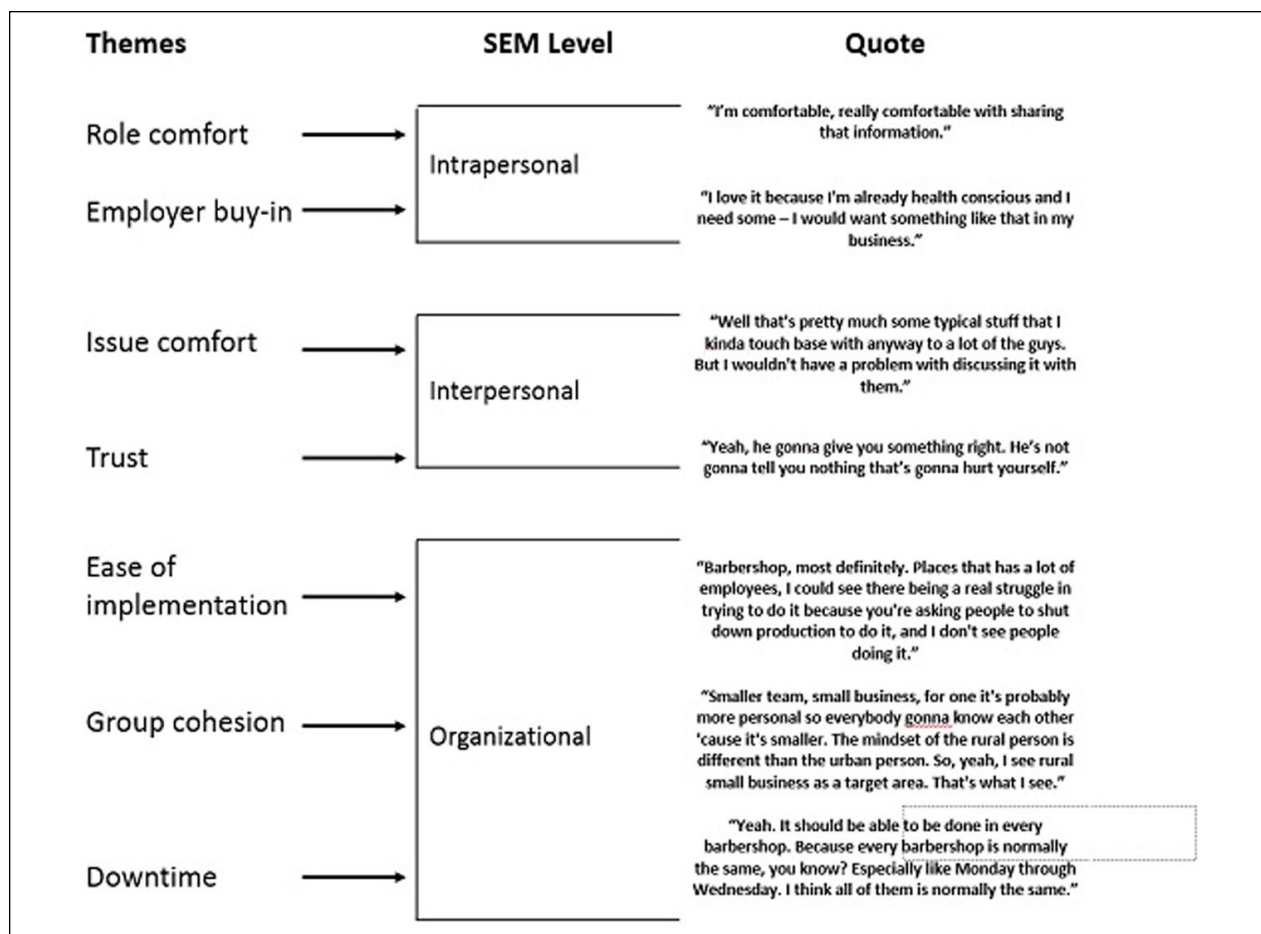 Themes
SEM Level
Quote
Role comfort
Employer buy-in
Intrapersonal
“I’m comfortable, really comfortable with sharing
that information.”
“I love it because I’m already health conscious and I
need some – I would want something like that in my
business.”
Issue comfort
Trust
Interpersonal
“Well that's pretty much some typical stuff that I
kinda touch base with anyway to a lot of the guys.
But I wouldn't have a problem with discussing it with
them.”
“Yeah, he gonna give you something right. He’s not
gonna tell you nothing that’s gonna hurt yourself.”
Ease of
implementation
Group cohesion
Downtime
Organizational
“Barbershop, most definitely. Places that has a lot of
employees, I could see there being a real struggle in
trying to do it because you're asking people to shut
down production to do it, and I don't see people
doing it.”
“Smaller team, small business, for one it's probably
more personal so everybody gonna know each other
'cause it's smaller. The mindset of the rural person is
different than the urban person. So, yeah, I see rural
small business as a target area. That's what I see.”
“Yeah. It should be able to be done in every
barbershop. Because every barbershop is normally
the same, you know? Especially like Monday through
Wednesday. I think all of them is normally the same.”